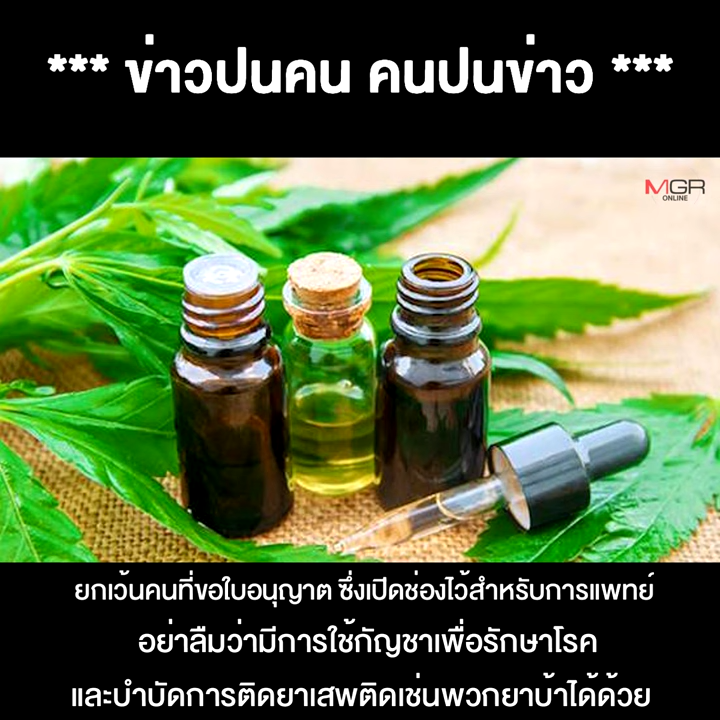 *** ข่าวปนคน คนปนข่าว ***
MGR
ONLINE
ยกเว้นคนที่ขอใบอนุญาต ซึ่งเปิดช่องไว้สำหรับการแพทย์
อย่าลืมว่ามีการใช้กัญชาเพื่อรักษาโรค
และบำบัดการติดยาเสพติดเช่นพวกยาบ้าได้ด้วย